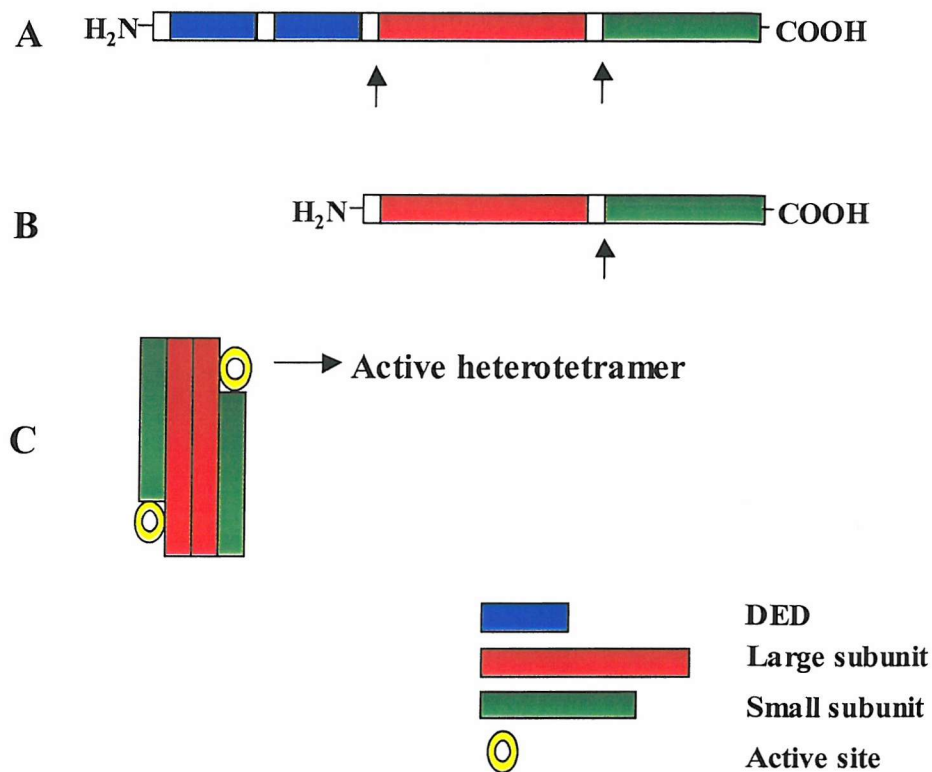 A
H₂N
COOH
B
H₂N
COOH
C
Active heterotetramer
DED
Large subunit
Small subunit
Active site